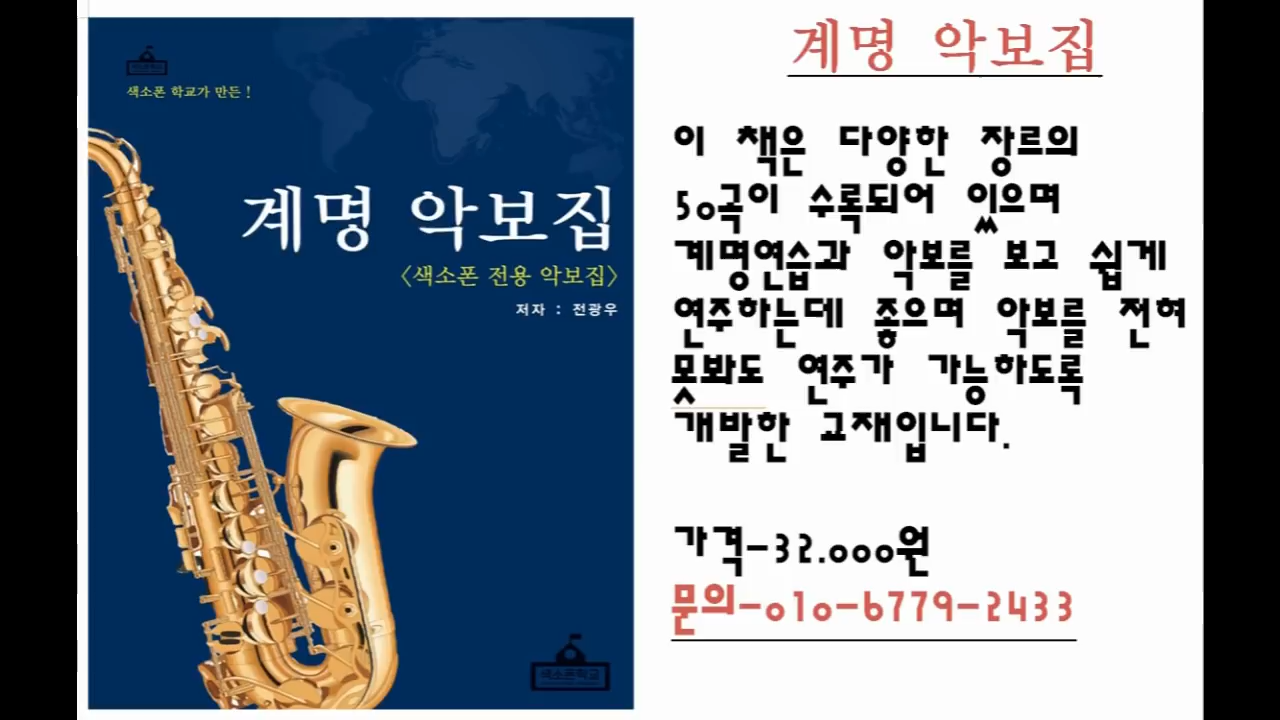 색소폰학교
색소폰 학교가 만든 !
계명 악보집
<색소폰 전용 악보집>
저자 : 전광우
색소폰학교
계명 악보집
이 책은 다양한 장르의
50곡이 수록되어 있으며
계명연습과 악보를 보고 쉽게
연주하는데 좋으며 악보를 전혀
못봐도 연주가 가능하도록
개발한 교재입니다.
가격-32.000원
문의-010-6779-2433